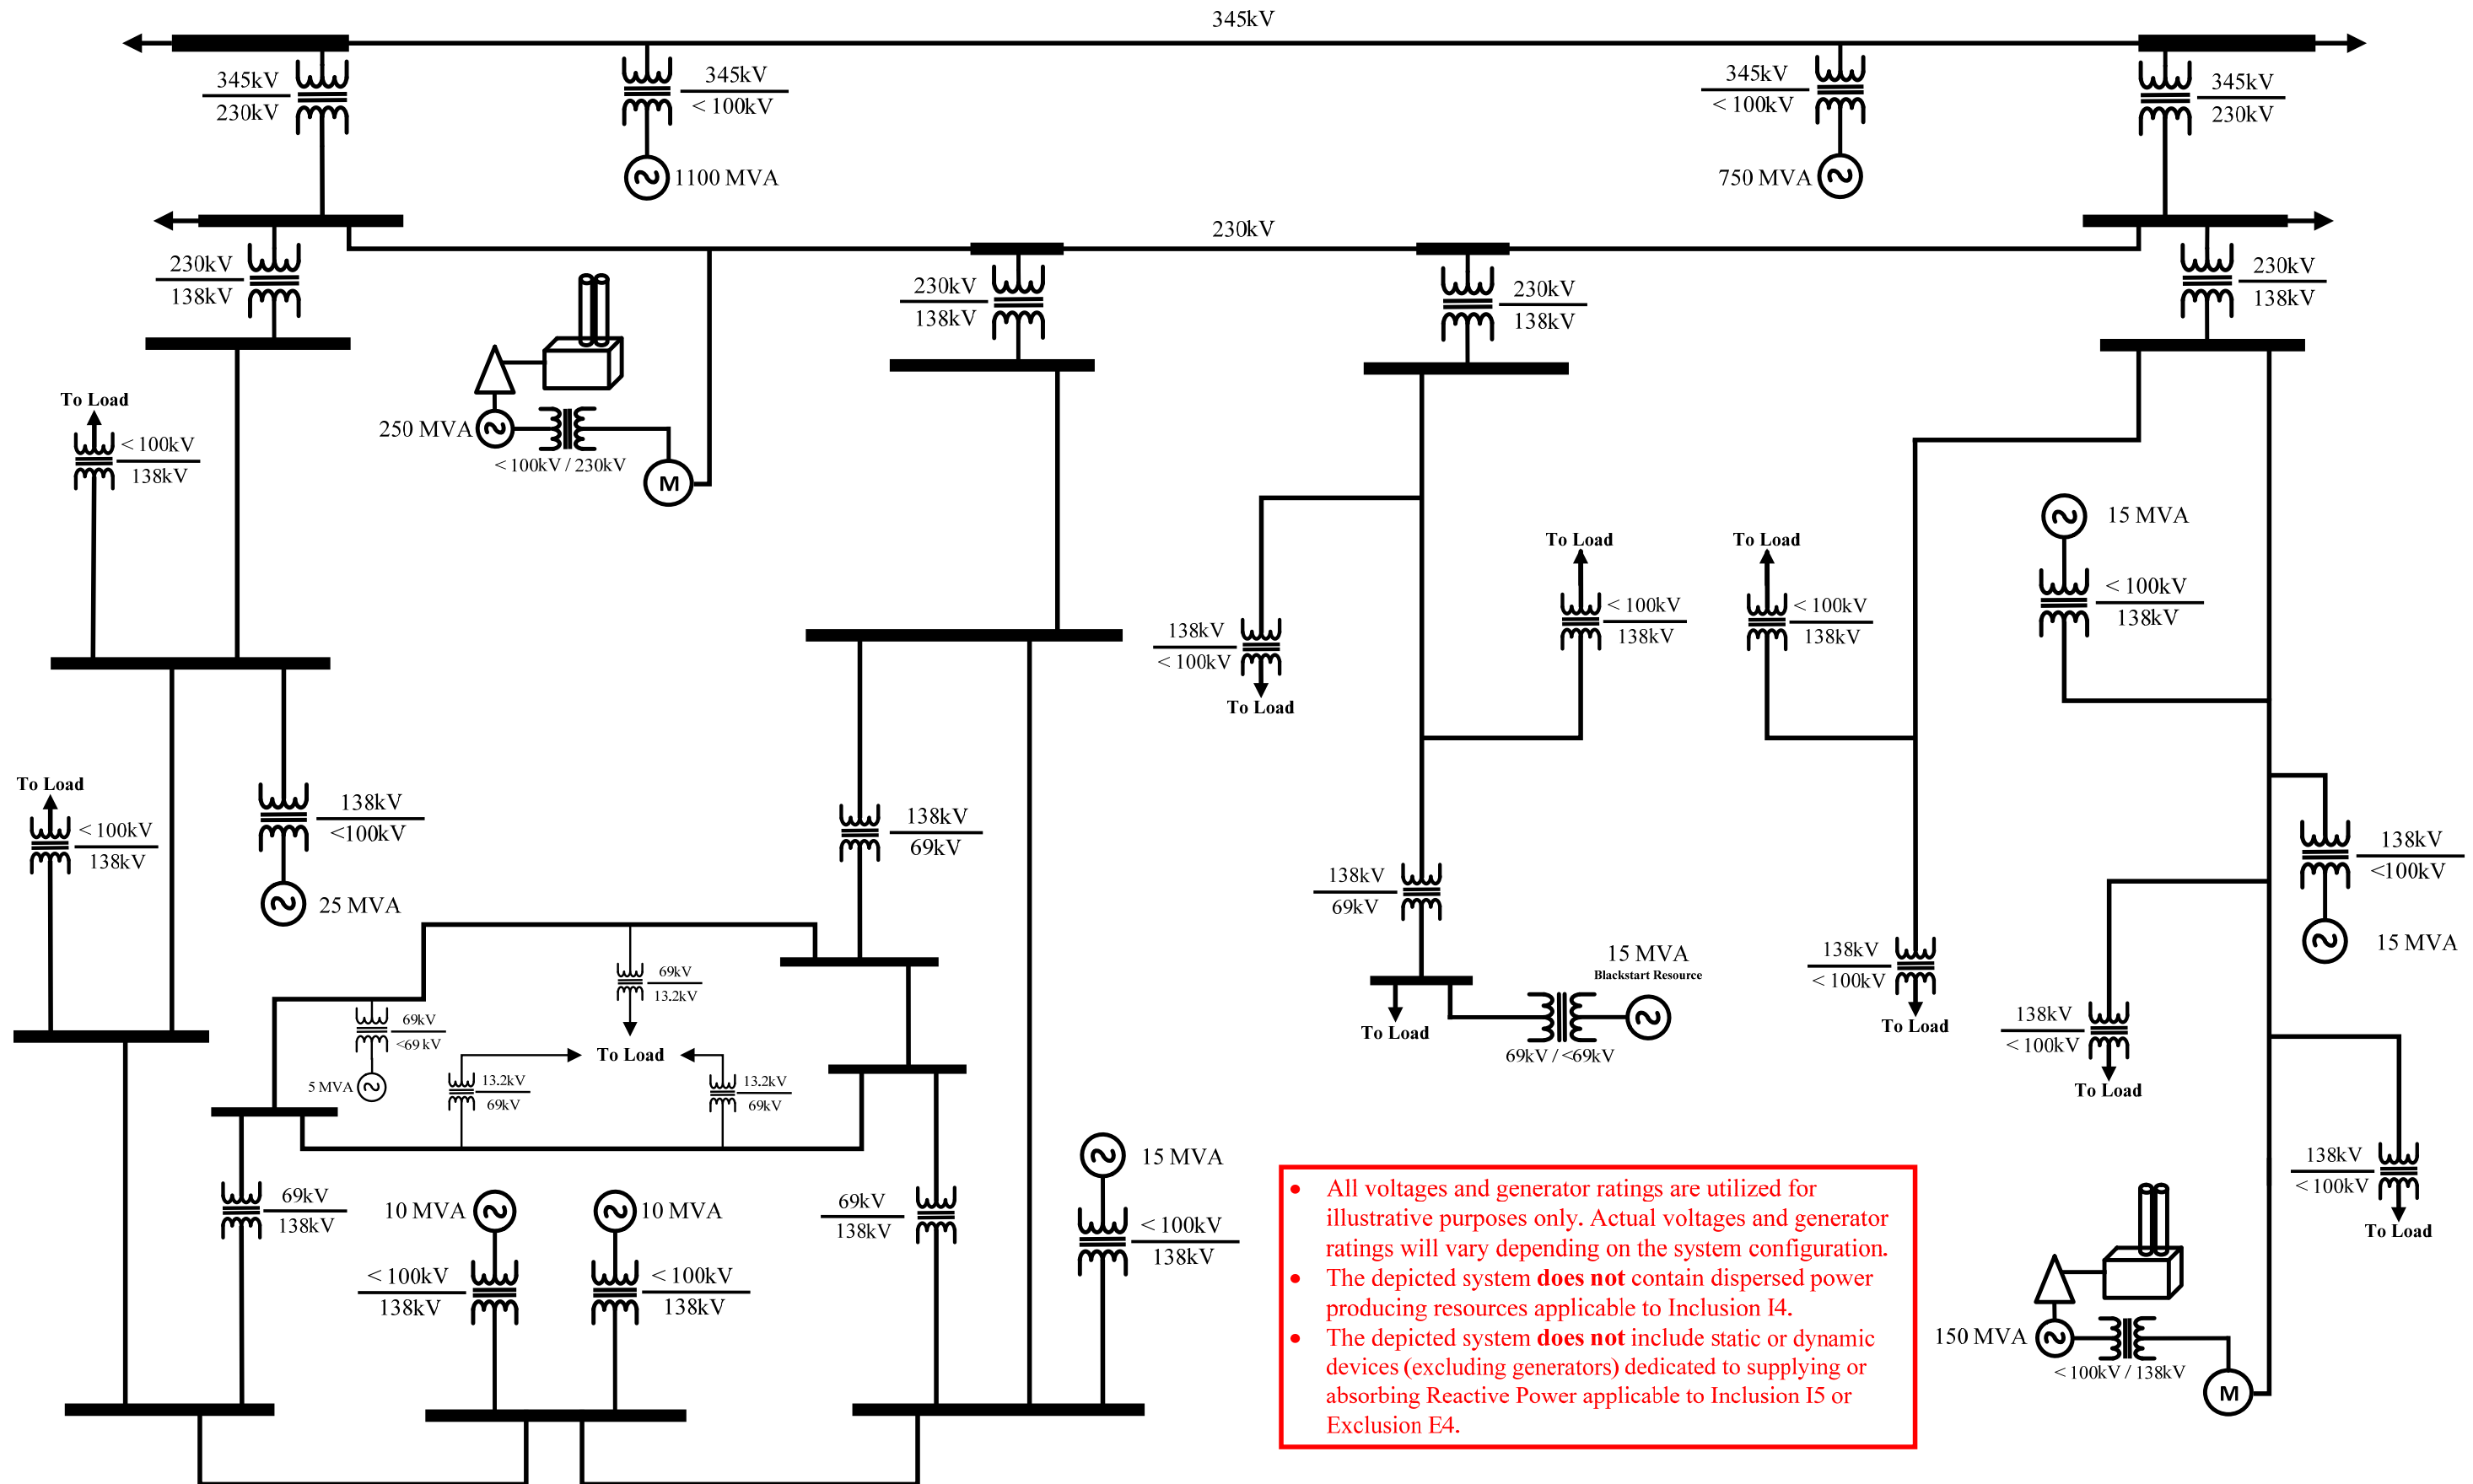 345kV
345kV
230kV
345kV
< 100kV
1100 MVA
345kV
< 100kV
750 MVA
345kV
230kV
230kV
230kV
138kV
230kV
138kV
230kV
138kV
230kV
138kV
To Load
< 100kV
138kV
250 MVA
< 100kV / 230kV
M
15 MVA
< 100kV
138kV
To Load
< 100kV
138kV
To Load
< 100kV
138kV
138kV
< 100kV
To Load
To Load
< 100kV
138kV
138kV
<100kV
25 MVA
138kV
69kV
138kV
<100kV
15 MVA
138kV
69kV
15 MVA
Blackstart Resource
To Load
69kV / <69kV
138kV
< 100kV
To Load
138kV
< 100kV
To Load
69kV
13.2kV
69kV
<69 kV
5 MVA
To Load
13.2kV
69kV
13.2kV
69kV
138kV
< 100kV
To Load
69kV
138kV
10 MVA
< 100kV
138kV
10 MVA
< 100kV
138kV
69kV
138kV
15 MVA
< 100kV
138kV
• All voltages and generator ratings are utilized for
illustrative purposes only. Actual voltages and generator
ratings will vary depending on the system configuration.
• The depicted system does not contain dispersed power
producing resources applicable to Inclusion I4.
• The depicted system does not include static or dynamic
devices (excluding generators) dedicated to supplying or
absorbing Reactive Power applicable to Inclusion I5 or
Exclusion E4.
150 MVA
< 100kV / 138kV
M